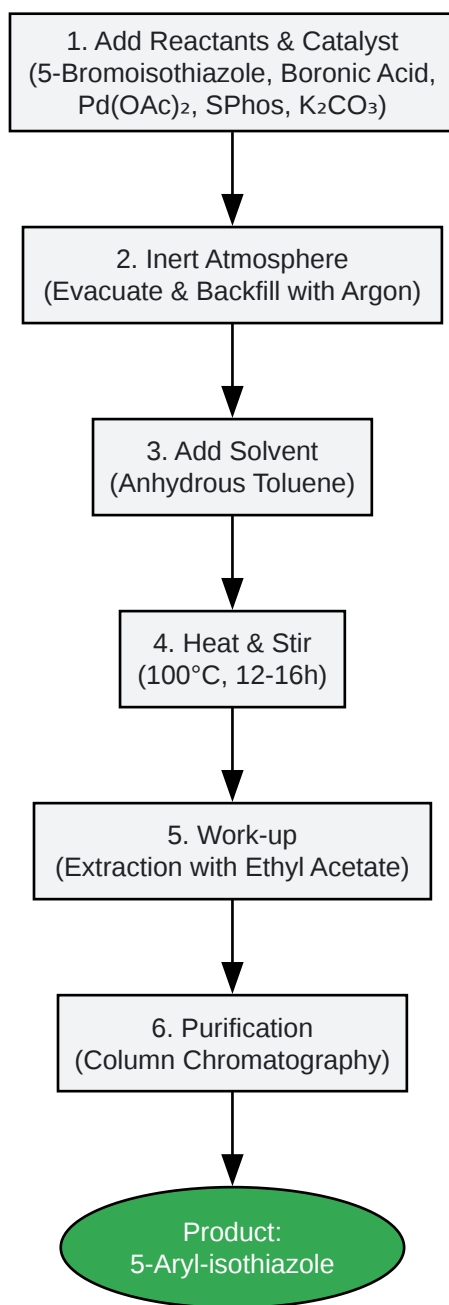 1. Add Reactants & Catalyst
(5-Bromoisothiazole, Boronic Acid,
Pd(OAc)₂, SPhos, K₂CO₃)
2. Inert Atmosphere
(Evacuate & Backfill with Argon)
3. Add Solvent
(Anhydrous Toluene)
4. Heat & Stir
(100°C, 12-16h)
5. Work-up
(Extraction with Ethyl Acetate)
6. Purification
(Column Chromatography)
Product:
5-Aryl-isothiazole